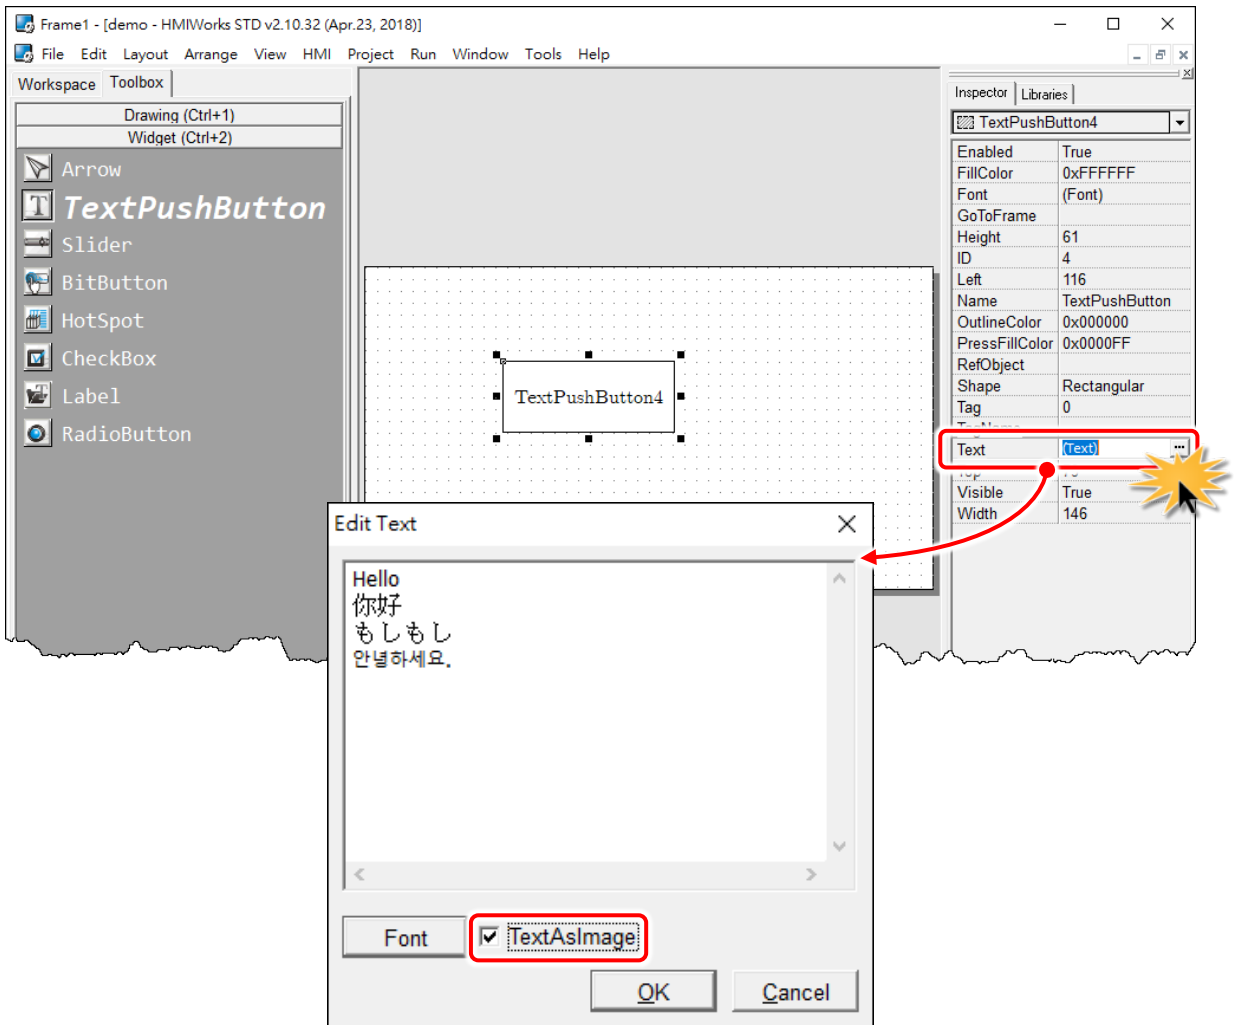 Frame1 - [demo - HMIWorks STD v2.10.32 (Apr.23, 2018)]
File Edit Layout Arrange View HMI Project Run Window Tools Help
Workspace Toolbox
Drawing (Ctrl+1)
Widget (Ctrl+2)
Arrow
TextPushButton
Slider
BitButton
HotSpot
CheckBox
Label
RadioButton
TextPushButton4
Inspector Libraries
TextPushButton4
Enabled True
FillColor 0xFFFFFF
Font (Font)
GoToFrame
Height 61
ID 4
Left 116
Name TextPushButton
OutlineColor 0x000000
PressFillColor 0x0000FF
RefObject
Shape Rectangular
Tag 0
Text (Text) ...
Visible True
Width 146
Edit Text
Hello
你好
もしもし
안녕하세요.
Font TextAsImage
OK Cancel